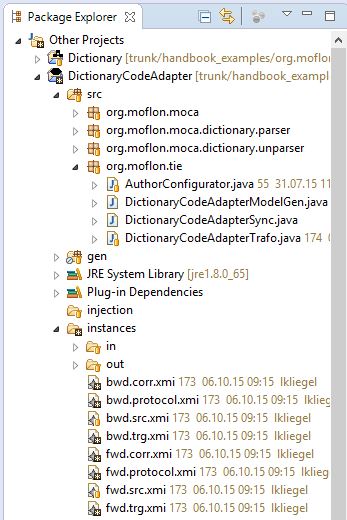 Package Explorer
Other Projects
Dictionary [trunk/handbook_examples/org.moflon
DictionaryCodeAdapter [trunk/handbook_exampl
src
org.moflon.moca
org.moflon.moca.dictionary.parser
org.moflon.moca.dictionary.unparser
org.moflon.tie
AuthorConfigurator.java 55 31.07.15 11
DictionaryCodeAdapterModelGen.java
DictionaryCodeAdapterSync.java
DictionaryCodeAdapterTrafo.java 174
gen
JRE System Library [jre1.8.0_65]
Plug-in Dependencies
injection
instances
in
out
bwd.corr.xmi 173 06.10.15 09:15 lkliegel
bwd.protocol.xmi 173 06.10.15 09:15 lklieg
bwd.src.xmi 173 06.10.15 09:15 lkliegel
bwd.trg.xmi 173 06.10.15 09:15 lkliegel
fwd.corr.xmi 173 06.10.15 09:15 lkliegel
fwd.protocol.xmi 173 06.10.15 09:15 lklieg
fwd.src.xmi 173 06.10.15 09:15 lkliegel
fwd.trg.xmi 173 06.10.15 09:15 lkliegel